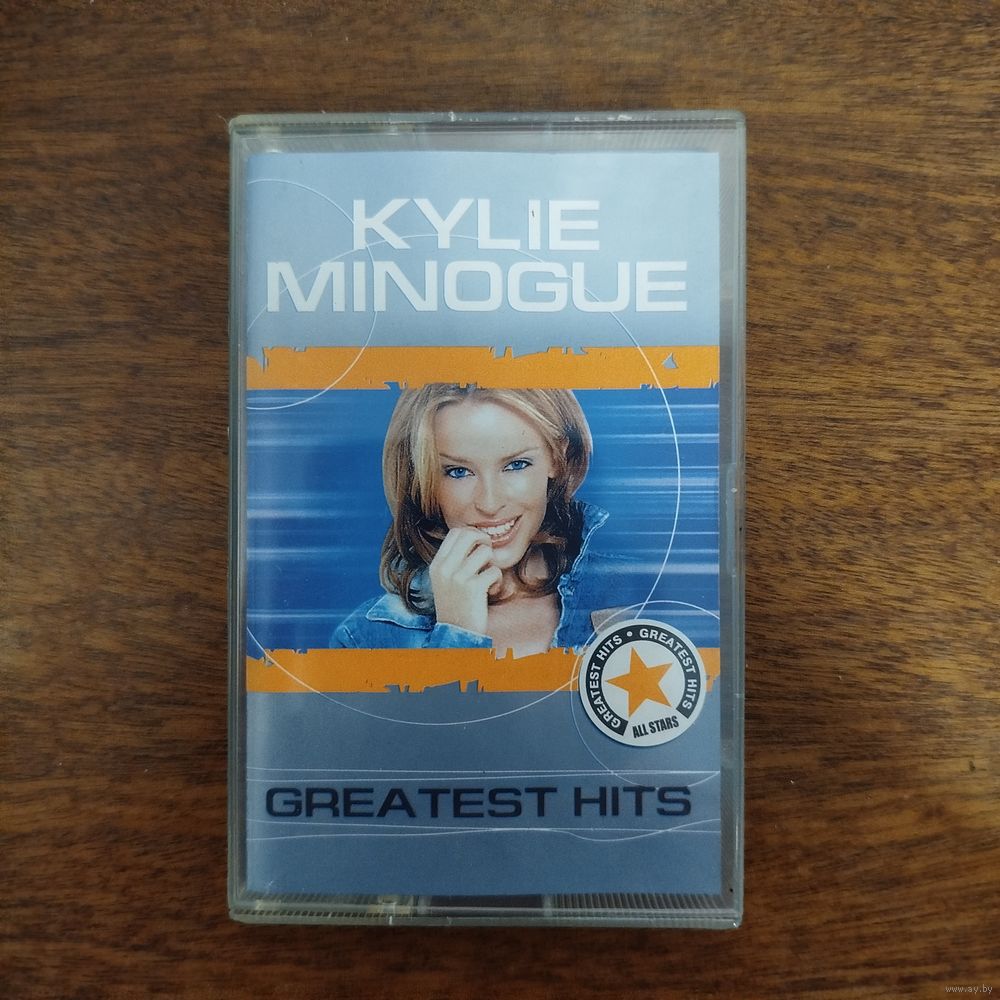 KYLIE
MINOGUE
GREATEST HITS • GREATEST HITS
ALL STARS
GREATEST HITS
www.ay.by